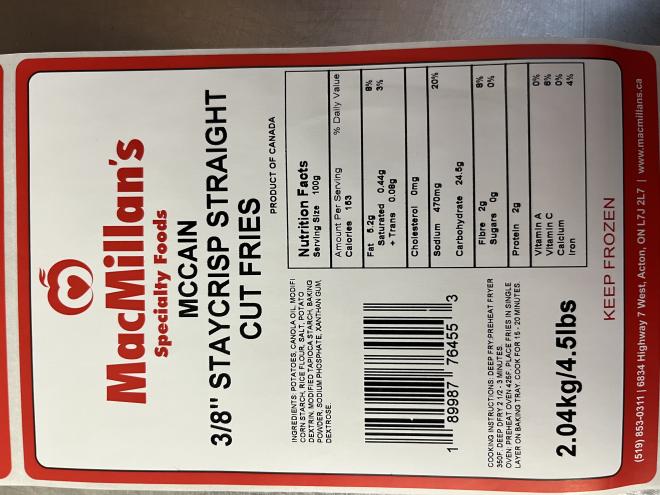 MacMillan's
Specialty Foods
MCCAIN
3/8" STAYCRISP STRAIGHT
CUT FRIES
PRODUCT OF CANADA
INGREDIENTS: POTATOES, CANOLA OIL, MODIFI
CORN STARCH, RICE FLOUR, SALT, POTATO
DEXTRIN, MODIFIED TAPIOCA STARCH, BAKING
POWDER, SODIUM PHOSPHATE, XANTHAN GUM,
DEXTROSE.
Nutrition Facts
Serving Size 100g
Amount Per Serving % Daily Value
Calories 153
Fat 5.2g 8%
Saturated 0.44g 3%
+ Trans 0.08g
Cholesterol 0mg
Sodium 470mg 20%
Carbohydrate 24.5g
Fibre 2g 8%
Sugars 0g 0%
Protein 2g
Vitamin A 0%
Vitamin C 6%
Calcium 0%
Iron 4%
1 89987 76455 3
COOKING INSTRUCTIONS: DEEP FRY:PREHEAT FRYER
350F. DEEP DFRY 2 1/2 - 3 MINUTES.
OVEN: PREHEAT OVEN 425F. PLACE FRIES IN SINGLE
LAYER ON BAKING TRAY. COOK FOR 15 - 20 MINUTES.
2.04kg/4.5lbs
KEEP FROZEN
(519) 853-0311 | 6834 Highway 7 West, Acton, ON L7J 2L7 | www.macmillans.ca